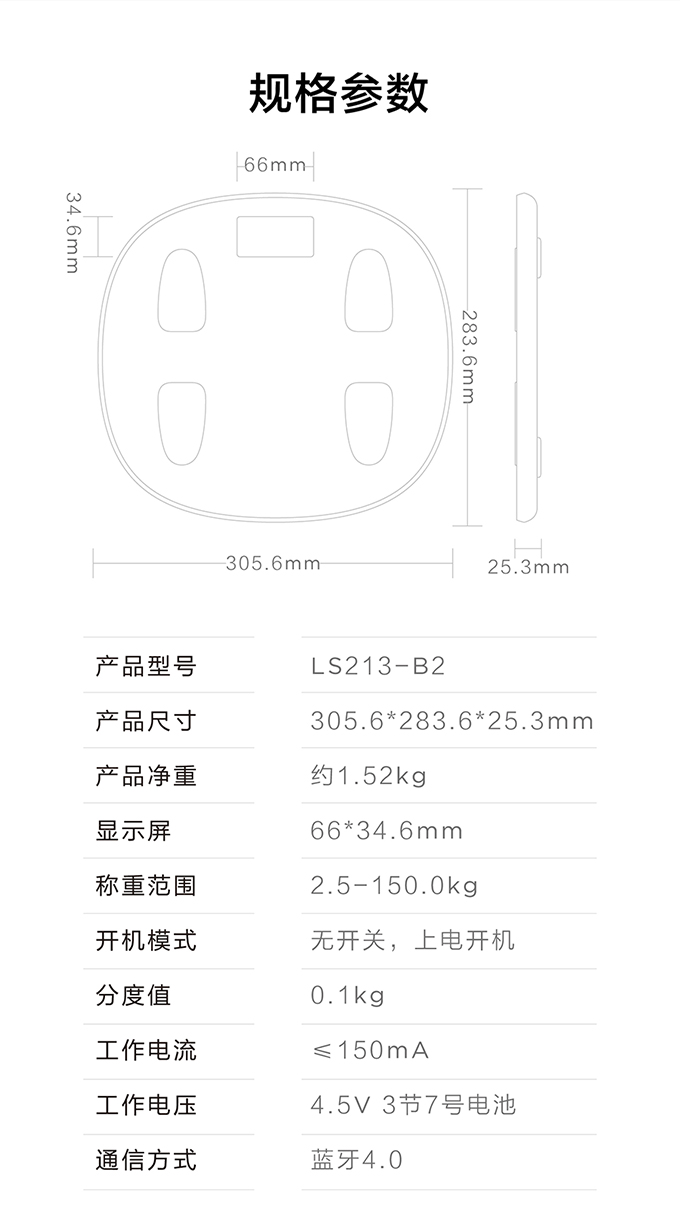 规格参数
66mm
34.6mm
283.6mm
305.6mm
25.3mm
产品型号 LS213-B2
产品尺寸 305.6*283.6*25.3mm
产品净重 约1.52kg
显示屏 66*34.6mm
称重范围 2.5-150.0kg
开机模式 无开关，上电开机
分度值 0.1kg
工作电流 ≤150mA
工作电压 4.5V 3节7号电池
通信方式 蓝牙4.0